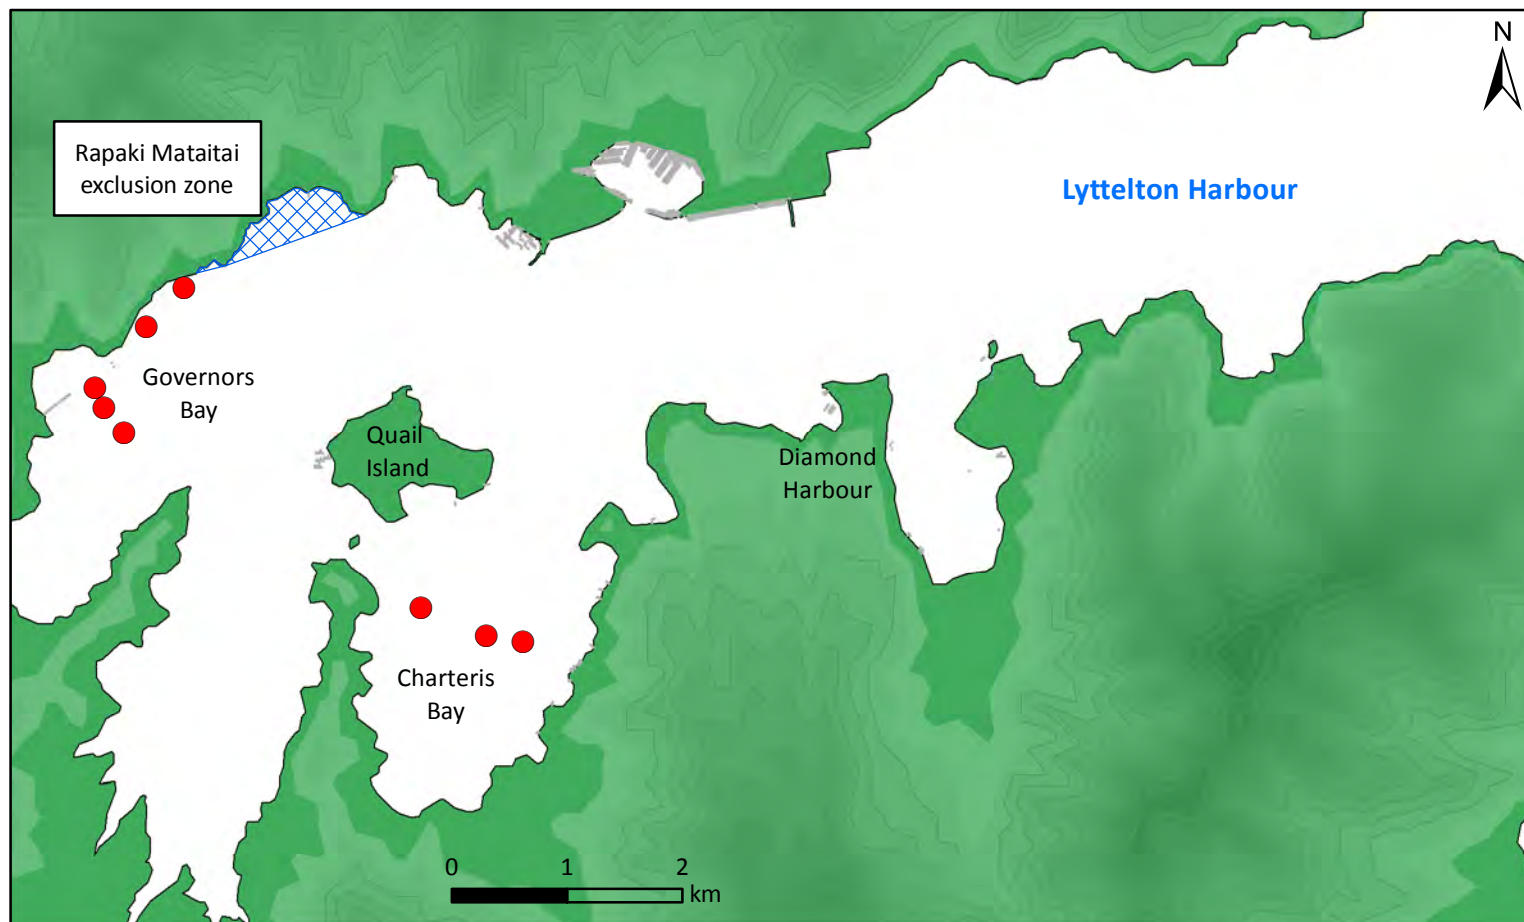 N
Rapaki Mataitai
exclusion zone
Lyttelton Harbour
Governors
Bay
Quail
Island
Diamond
Harbour
Charteris
Bay
0 1 2
km